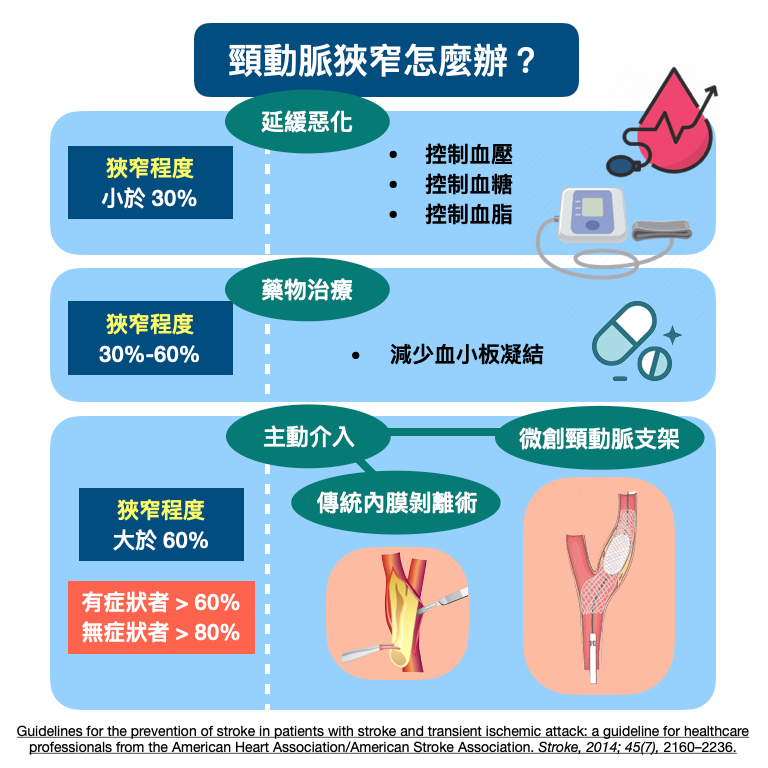 頸動脈狹窄怎麼辦？
延緩惡化
狹窄程度
小於 30%
• 控制血壓
• 控制血糖
• 控制血脂
藥物治療
狹窄程度
30%-60%
• 減少血小板凝結
主動介入
微創頸動脈支架
傳統內膜剝離術
狹窄程度
大於 60%
有症狀者 > 60%
無症狀者 > 80%
Guidelines for the prevention of stroke in patients with stroke and transient ischemic attack: a guideline for healthcare
professionals from the American Heart Association/American Stroke Association. Stroke, 2014; 45(7), 2160–2236.